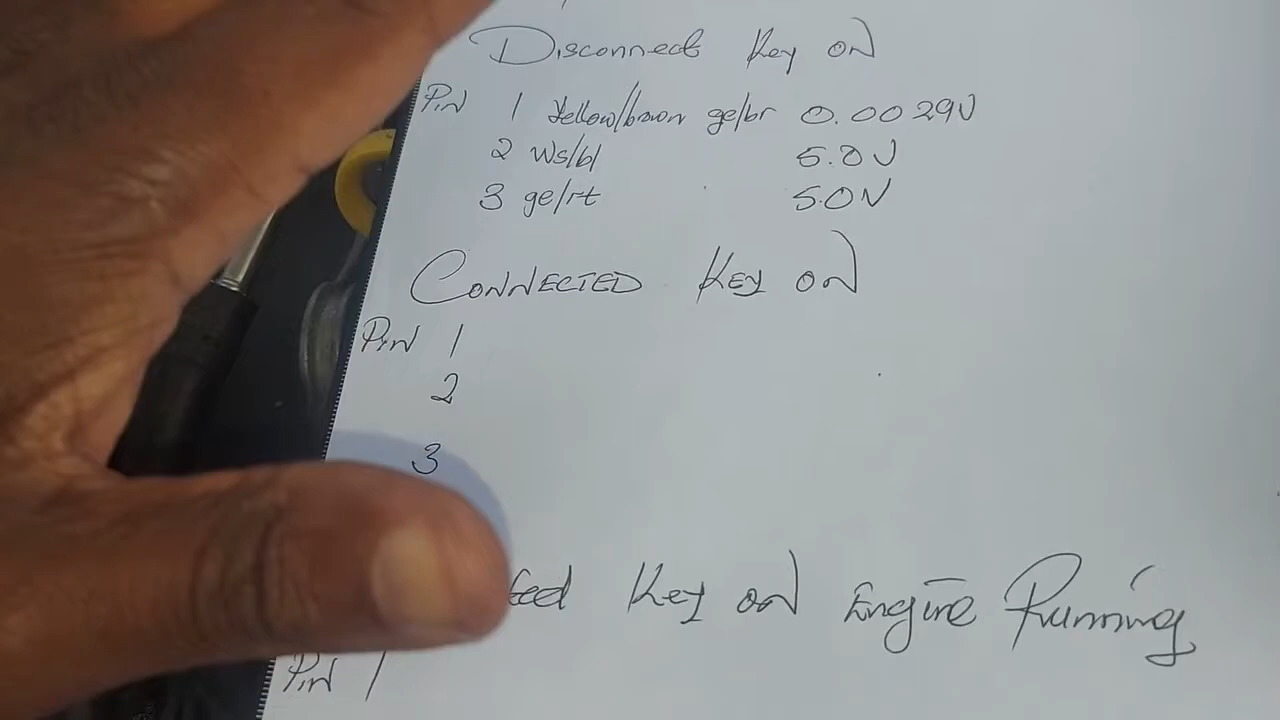 Disconnect Key on
Pin 1 Yellow/brown ge/br 0.0029V
2 Ws/bl 5.0V
3 ge/rt 5.0V
CONNECTED KEY ON
Pin 1
2
3
Key on Engine Running
Pin 1